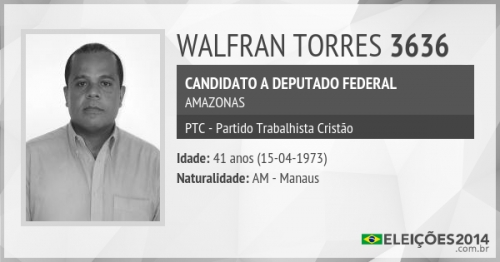 WALFRAN TORRES 3636
CANDIDATO A DEPUTADO FEDERAL
AMAZONAS
PTC - Partido Trabalhista Cristão
Idade: 41 anos (15-04-1973)
Naturalidade: AM - Manaus
ELEIÇÕES2014
.com.br